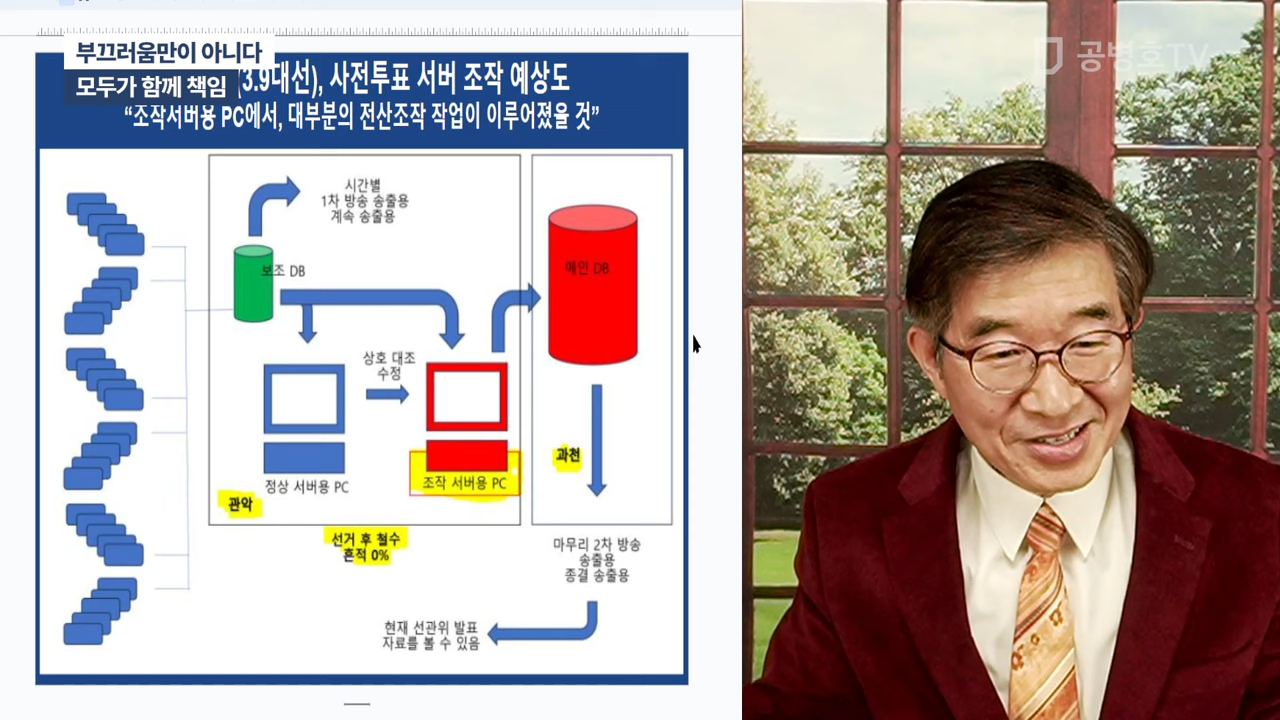 부끄러움만이 아니다
모두가 함께 책임
(3.9대선), 사전투표 서버 조작 예상도
“조작서버용 PC에서, 대부분의 전산조작 작업이 이루어졌을 것”
공병호TV
시간별
1차 방송 송출용
계속 송출용
보조 DB
메인 DB
상호 대조
수정
정상 서버용 PC
조작 서버용 PC
관악
과천
선거 후 철수
흔적 0%
마무리 2차 방송
송출용
종결 송출용
현재 선관위 발표
자료를 볼 수 있음